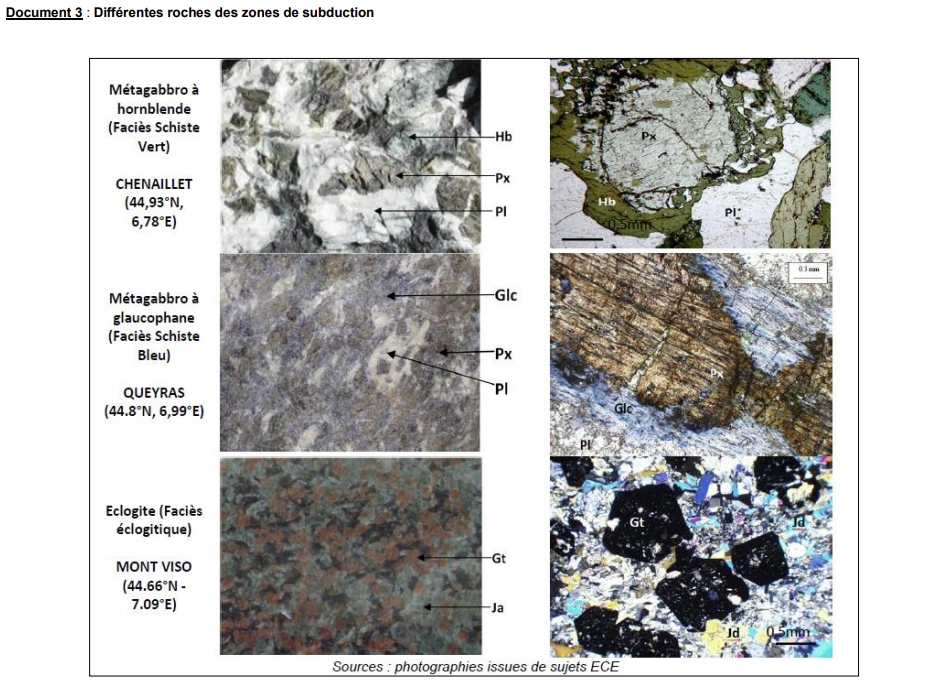 Document 3 : Différentes roches des zones de subduction
Métagabbro à
hornblende
(Faciès Schiste
Vert)
CHENAILLET
(44,93°N,
6,78°E)
Hb
Px
Pl
Px
Hb
Pl
0.5mm
Métagabbro à
glaucophane
(Faciès Schiste
Bleu)
QUEYRAS
(44.8°N, 6,99°E)
Glc
Px
Pl
0.3 mm
Px
Glc
Pl
Eclogite (Faciès
éclogitique)
MONT VISO
(44.66°N -
7.09°E)
Gt
Ja
Gt
Jd
Jd
0,5mm
Sources : photographies issues de sujets ECE